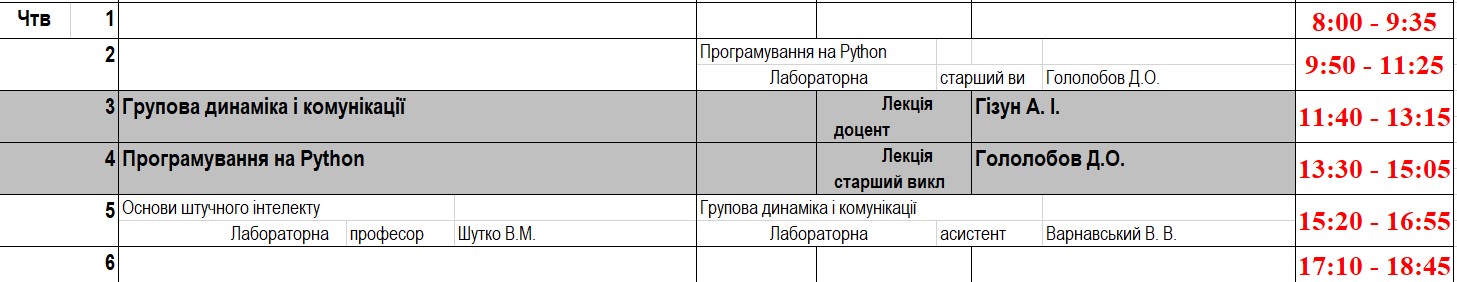 Чтв 1 8:00 - 9:35
2 Програмування на Python 9:50 - 11:25
Лабораторна старший ви Гололобов Д.О.
3 Групова динаміка і комунікації Лекція Гізун А. І. 11:40 - 13:15
доцент
4 Програмування на Python Лекція Гололобов Д.О. 13:30 - 15:05
старший викл
5 Основи штучного інтелекту Групова динаміка і комунікації 15:20 - 16:55
Лабораторна професор Шутко В.М. Лабораторна асистент Варнавський В. В.
6 17:10 - 18:45